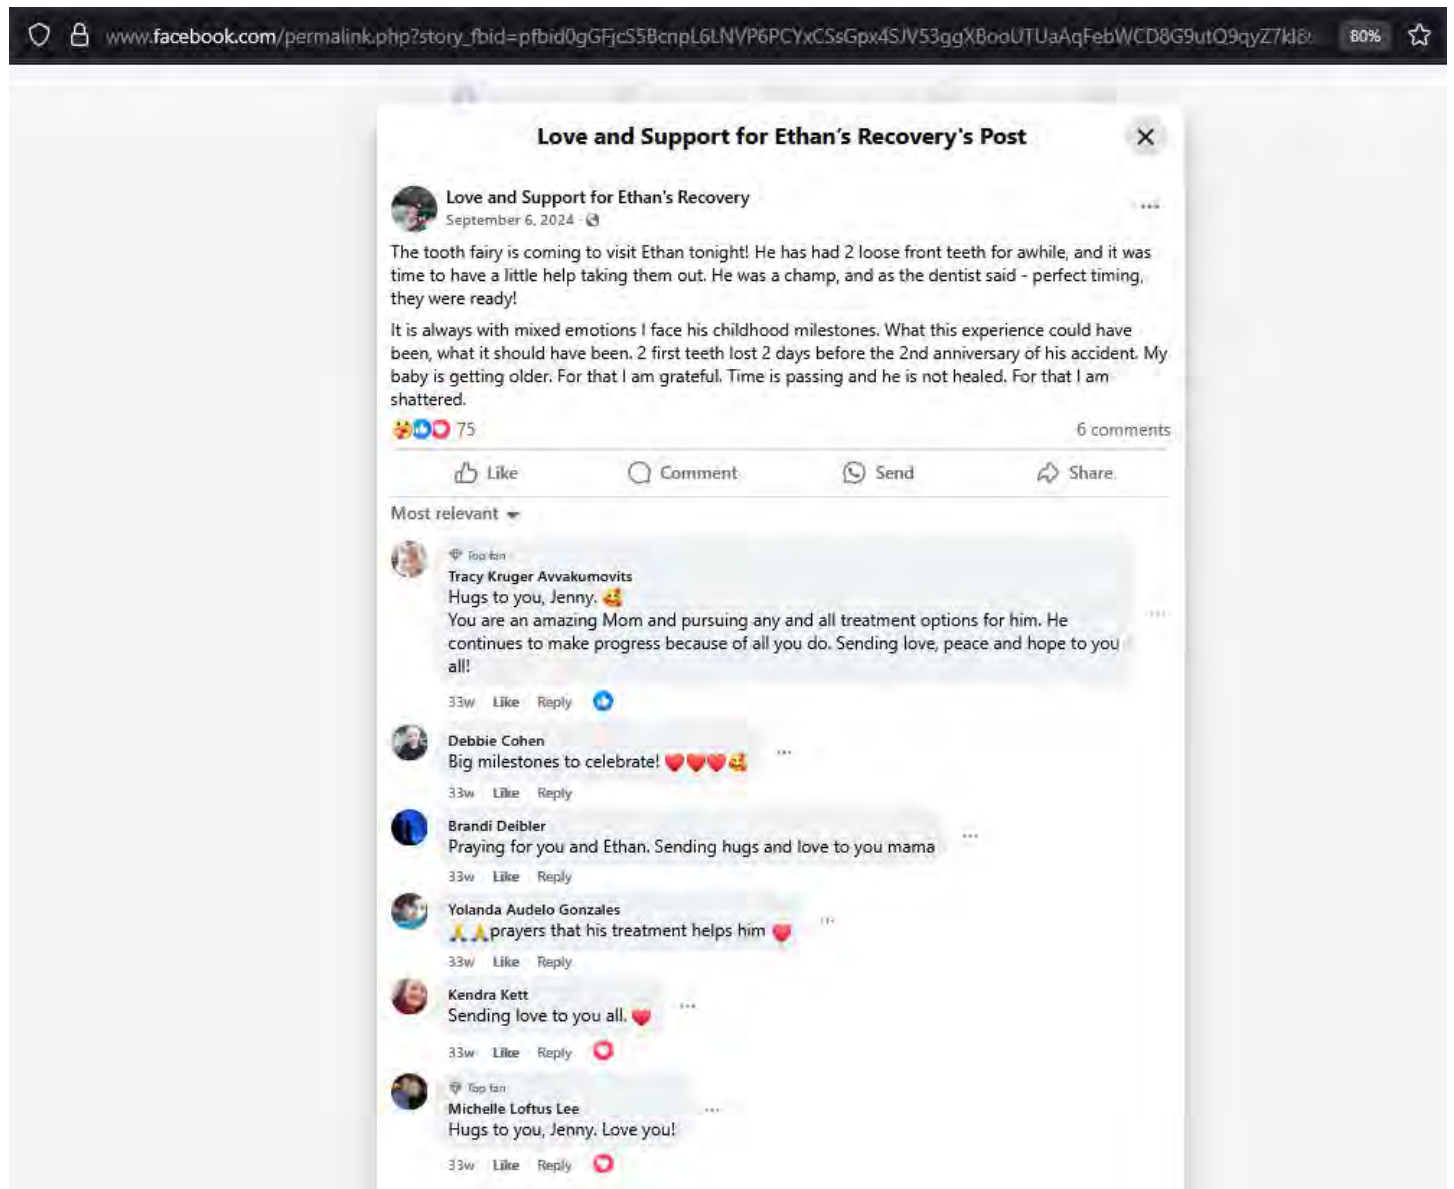 80%
Love and Support for Ethan's Recovery's Post
Love and Support for Ethan's Recovery
September 6, 2024 ·
The tooth fairy is coming to visit Ethan tonight! He has had 2 loose front teeth for awhile, and it was
time to have a little help taking them out. He was a champ, and as the dentist said - perfect timing,
they were ready!
It is always with mixed emotions I face his childhood milestones. What this experience could have
been, what it should have been. 2 first teeth lost 2 days before the 2nd anniversary of his accident. My
baby is getting older. For that I am grateful. Time is passing and he is not healed. For that I am
shattered.
75 6 comments
Like Comment Send Share
Most relevant
Top fan
Tracy Kruger Avvakumovits
Hugs to you, Jenny. 🥰
You are an amazing Mom and pursuing any and all treatment options for him. He
continues to make progress because of all you do. Sending love, peace and hope to you
all!
33w Like Reply
Debbie Cohen
Big milestones to celebrate! ❤️❤️❤️🥰
33w Like Reply
Brandi Deibler
Praying for you and Ethan. Sending hugs and love to you mama
33w Like Reply
Yolanda Audelo Gonzales
🙏🙏prayers that his treatment helps him ❤️
33w Like Reply
Kendra Kett
Sending love to you all. ❤️
33w Like Reply
Top fan
Michelle Loftus Lee
Hugs to you, Jenny. Love you!
33w Like Reply